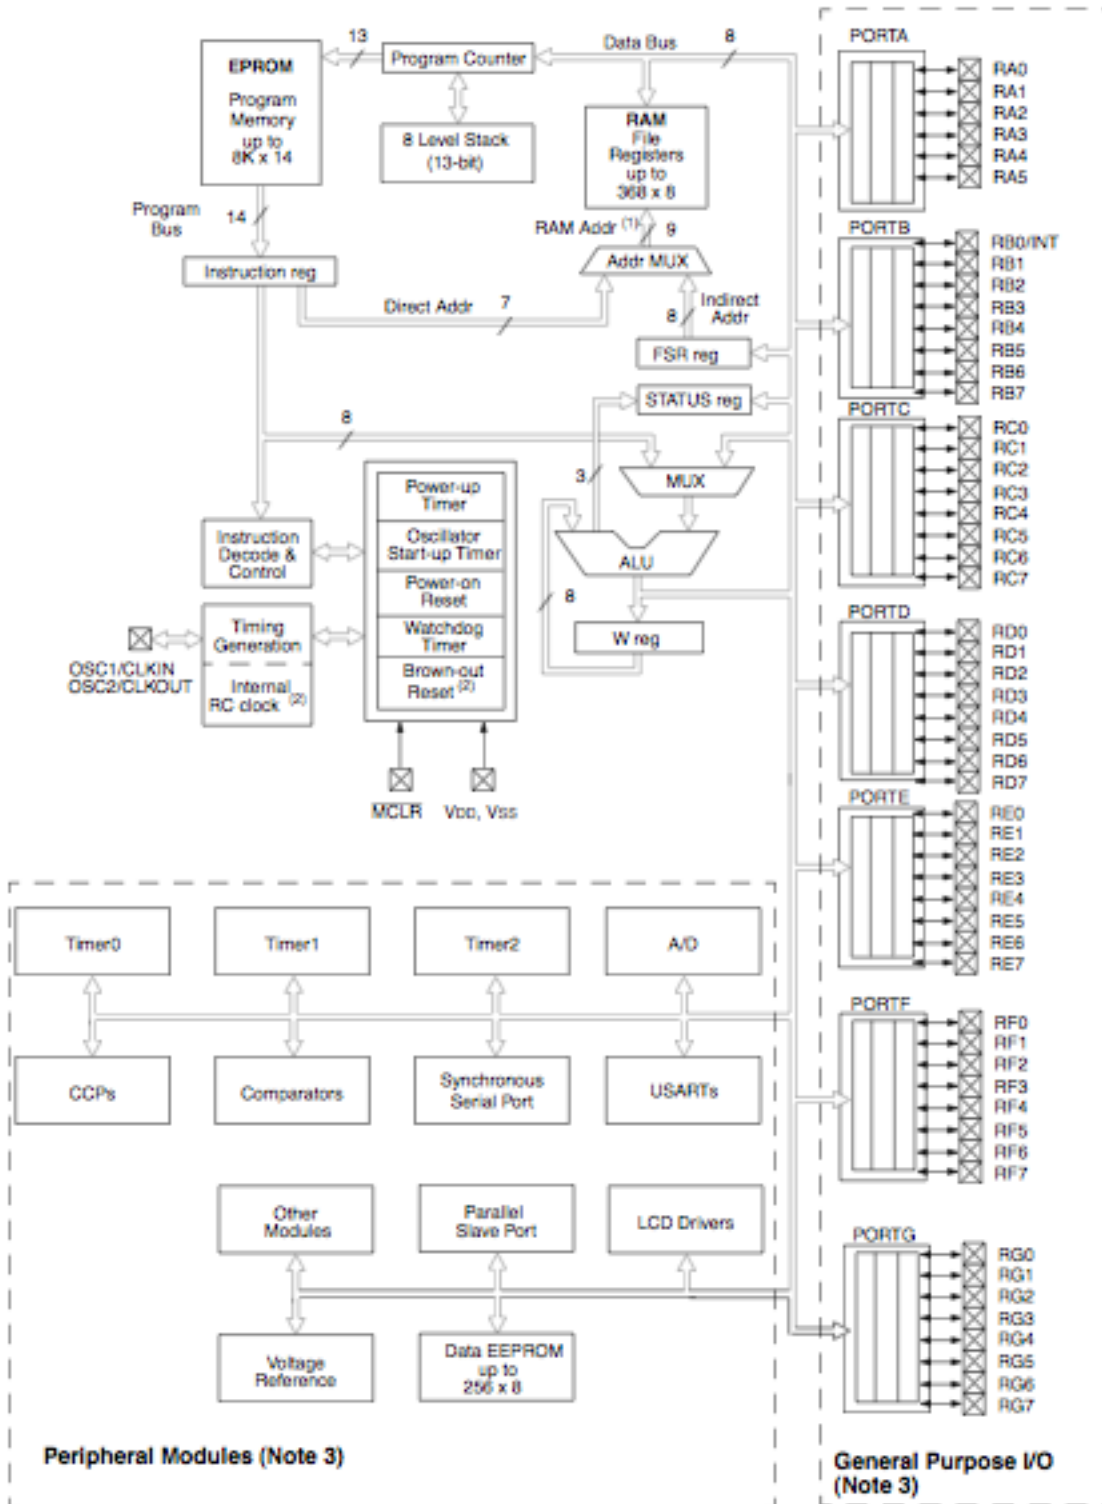 13
Data Bus
8
PORTA
EPROM
Program
Memory
up to
8K x 14
Program Counter
8 Level Stack
(13-bit)
RAM
File
Registers
up to
368 x 8
RA0
RA1
RA2
RA3
RA4
RA5
Program
Bus
14
RAM Addr (1)
9
Addr MUX
Instruction reg
Direct Addr
7
8
Indirect
Addr
FSR reg
STATUS reg
PORTB
RB0/INT
RB1
RB2
RB3
RB4
RB5
RB6
RB7
8
3
MUX
ALU
8
W reg
PORTC
RC0
RC1
RC2
RC3
RC4
RC5
RC6
RC7
Instruction
Decode &
Control
Timing
Generation
Internal
RC clock (2)
OSC1/CLKIN
OSC2/CLKOUT
Power-up
Timer
Oscillator
Start-up Timer
Power-on
Reset
Watchdog
Timer
Brown-out
Reset (2)
MCLR
VDD, VSS
PORTD
RD0
RD1
RD2
RD3
RD4
RD5
RD6
RD7
PORTE
RE0
RE1
RE2
RE3
RE4
RE5
RE6
RE7
Timer0
Timer1
Timer2
A/D
CCPs
Comparators
Synchronous
Serial Port
USARTs
PORTF
RF0
RF1
RF2
RF3
RF4
RF5
RF6
RF7
Other
Modules
Parallel
Slave Port
LCD Drivers
Voltage
Reference
Data EEPROM
up to
256 x 8
PORTG
RG0
RG1
RG2
RG3
RG4
RG5
RG6
RG7
Peripheral Modules (Note 3)
General Purpose I/O
(Note 3)